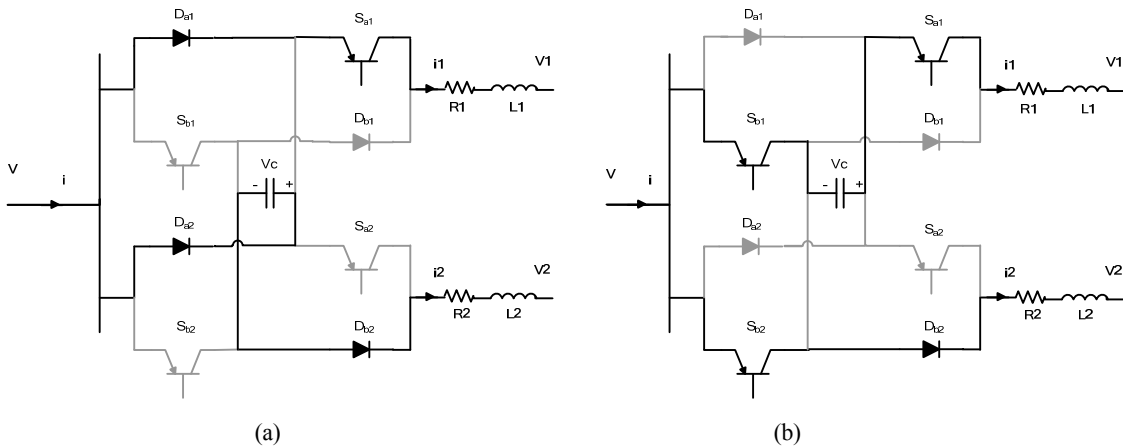 Da1
Sa1
i1
V1
R1
L1
Sb1
Db1
V
i
Vc
-
+
Da2
Sa2
i2
V2
R2
L2
Sb2
Db2
(a)
Da1
Sa1
i1
V1
R1
L1
Sb1
Db1
V
i
Vc
-
+
Da2
Sa2
i2
V2
R2
L2
Sb2
Db2
(b)